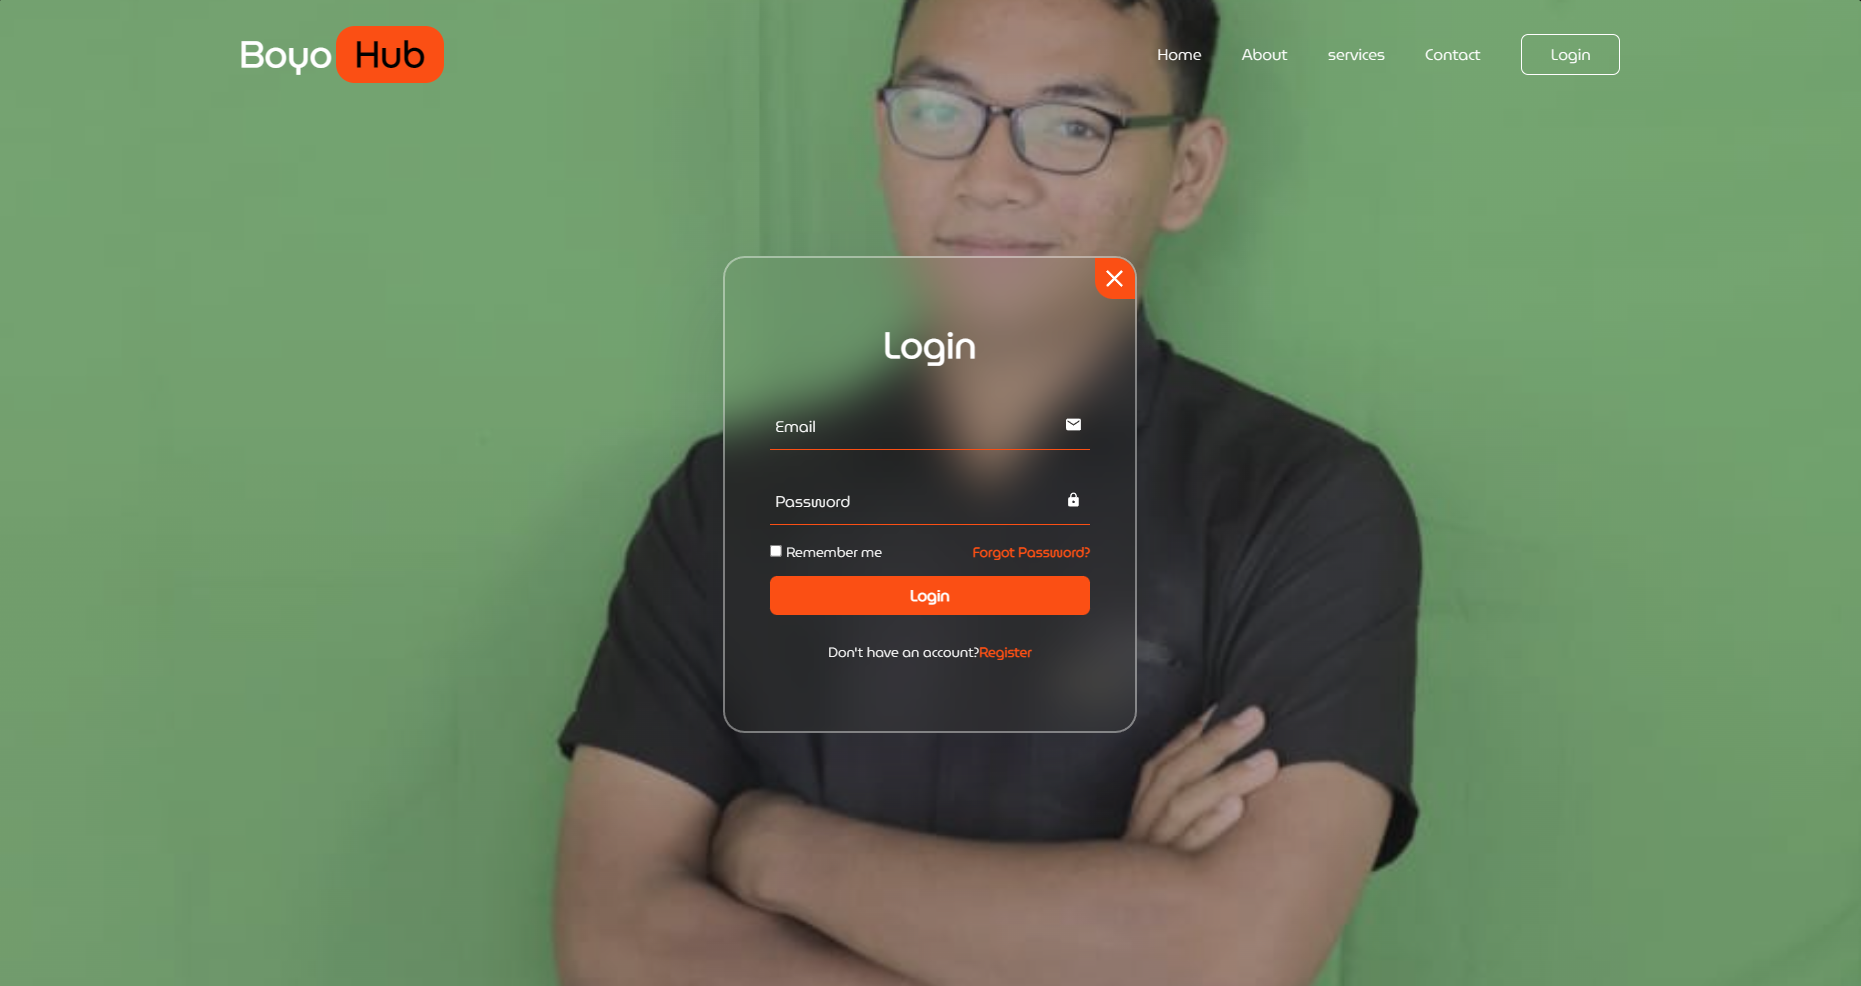 Boyo Hub
Home About services Contact Login
Login
Email
Password
Remember me Forgot Password?
Login
Don't have an account?Register